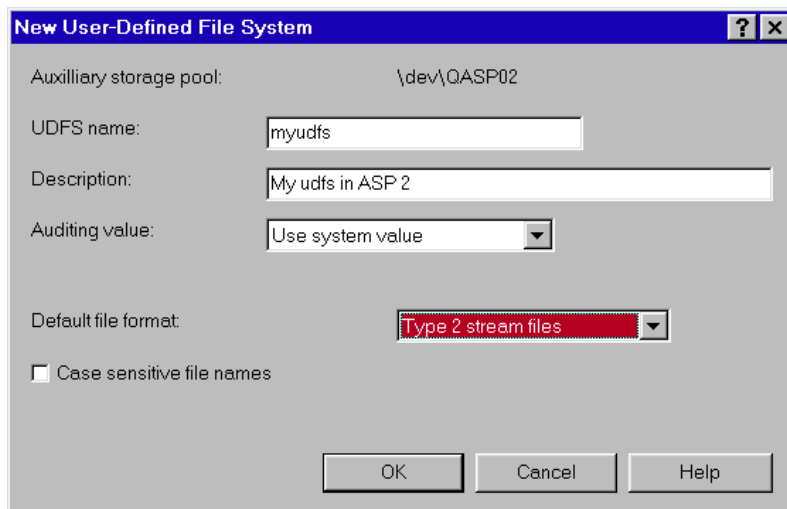 New User-Defined File System
Auxilliary storage pool: \dev\QASP02
UDFS name: myudfs
Description: My udfs in ASP 2
Auditing value: Use system value
Default file format: Type 2 stream files
Case sensitive file names
OK Cancel Help